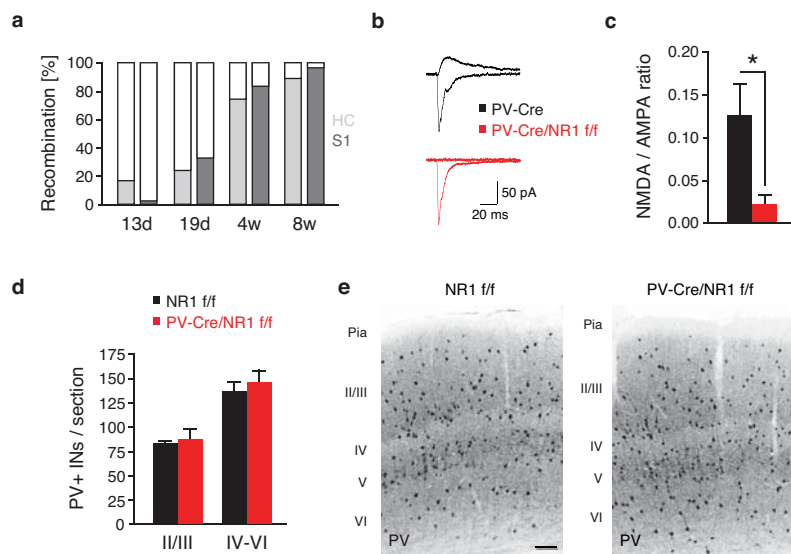 a
Recombination [%]
100
80
60
40
20
0
HC
S1
13d 19d 4w 8w
b
PV-Cre
PV-Cre/NR1 f/f
50 pA
20 ms
c
NMDA / AMPA ratio
0.20
0.15
0.10
0.05
0.00
*
d
NR1 f/f
PV-Cre/NR1 f/f
PV+ INs / section
175
150
125
100
75
50
25
0
II/III IV-VI
e
NR1 f/f
Pia
II/III
IV
V
VI
PV
PV-Cre/NR1 f/f
Pia
II/III
IV
V
VI
PV